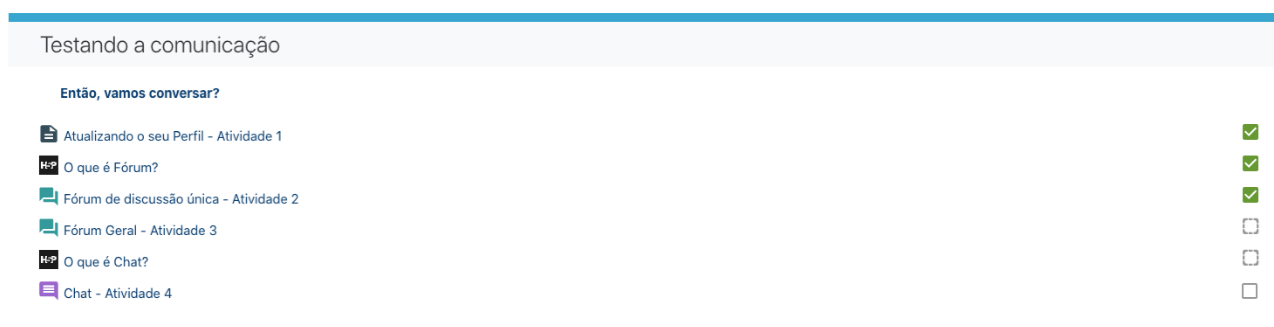 Testando a comunicação
Então, vamos conversar?
Atualizando o seu Perfil - Atividade 1
H-P O que é Fórum?
Fórum de discussão única - Atividade 2
Fórum Geral - Atividade 3
H-P O que é Chat?
Chat - Atividade 4